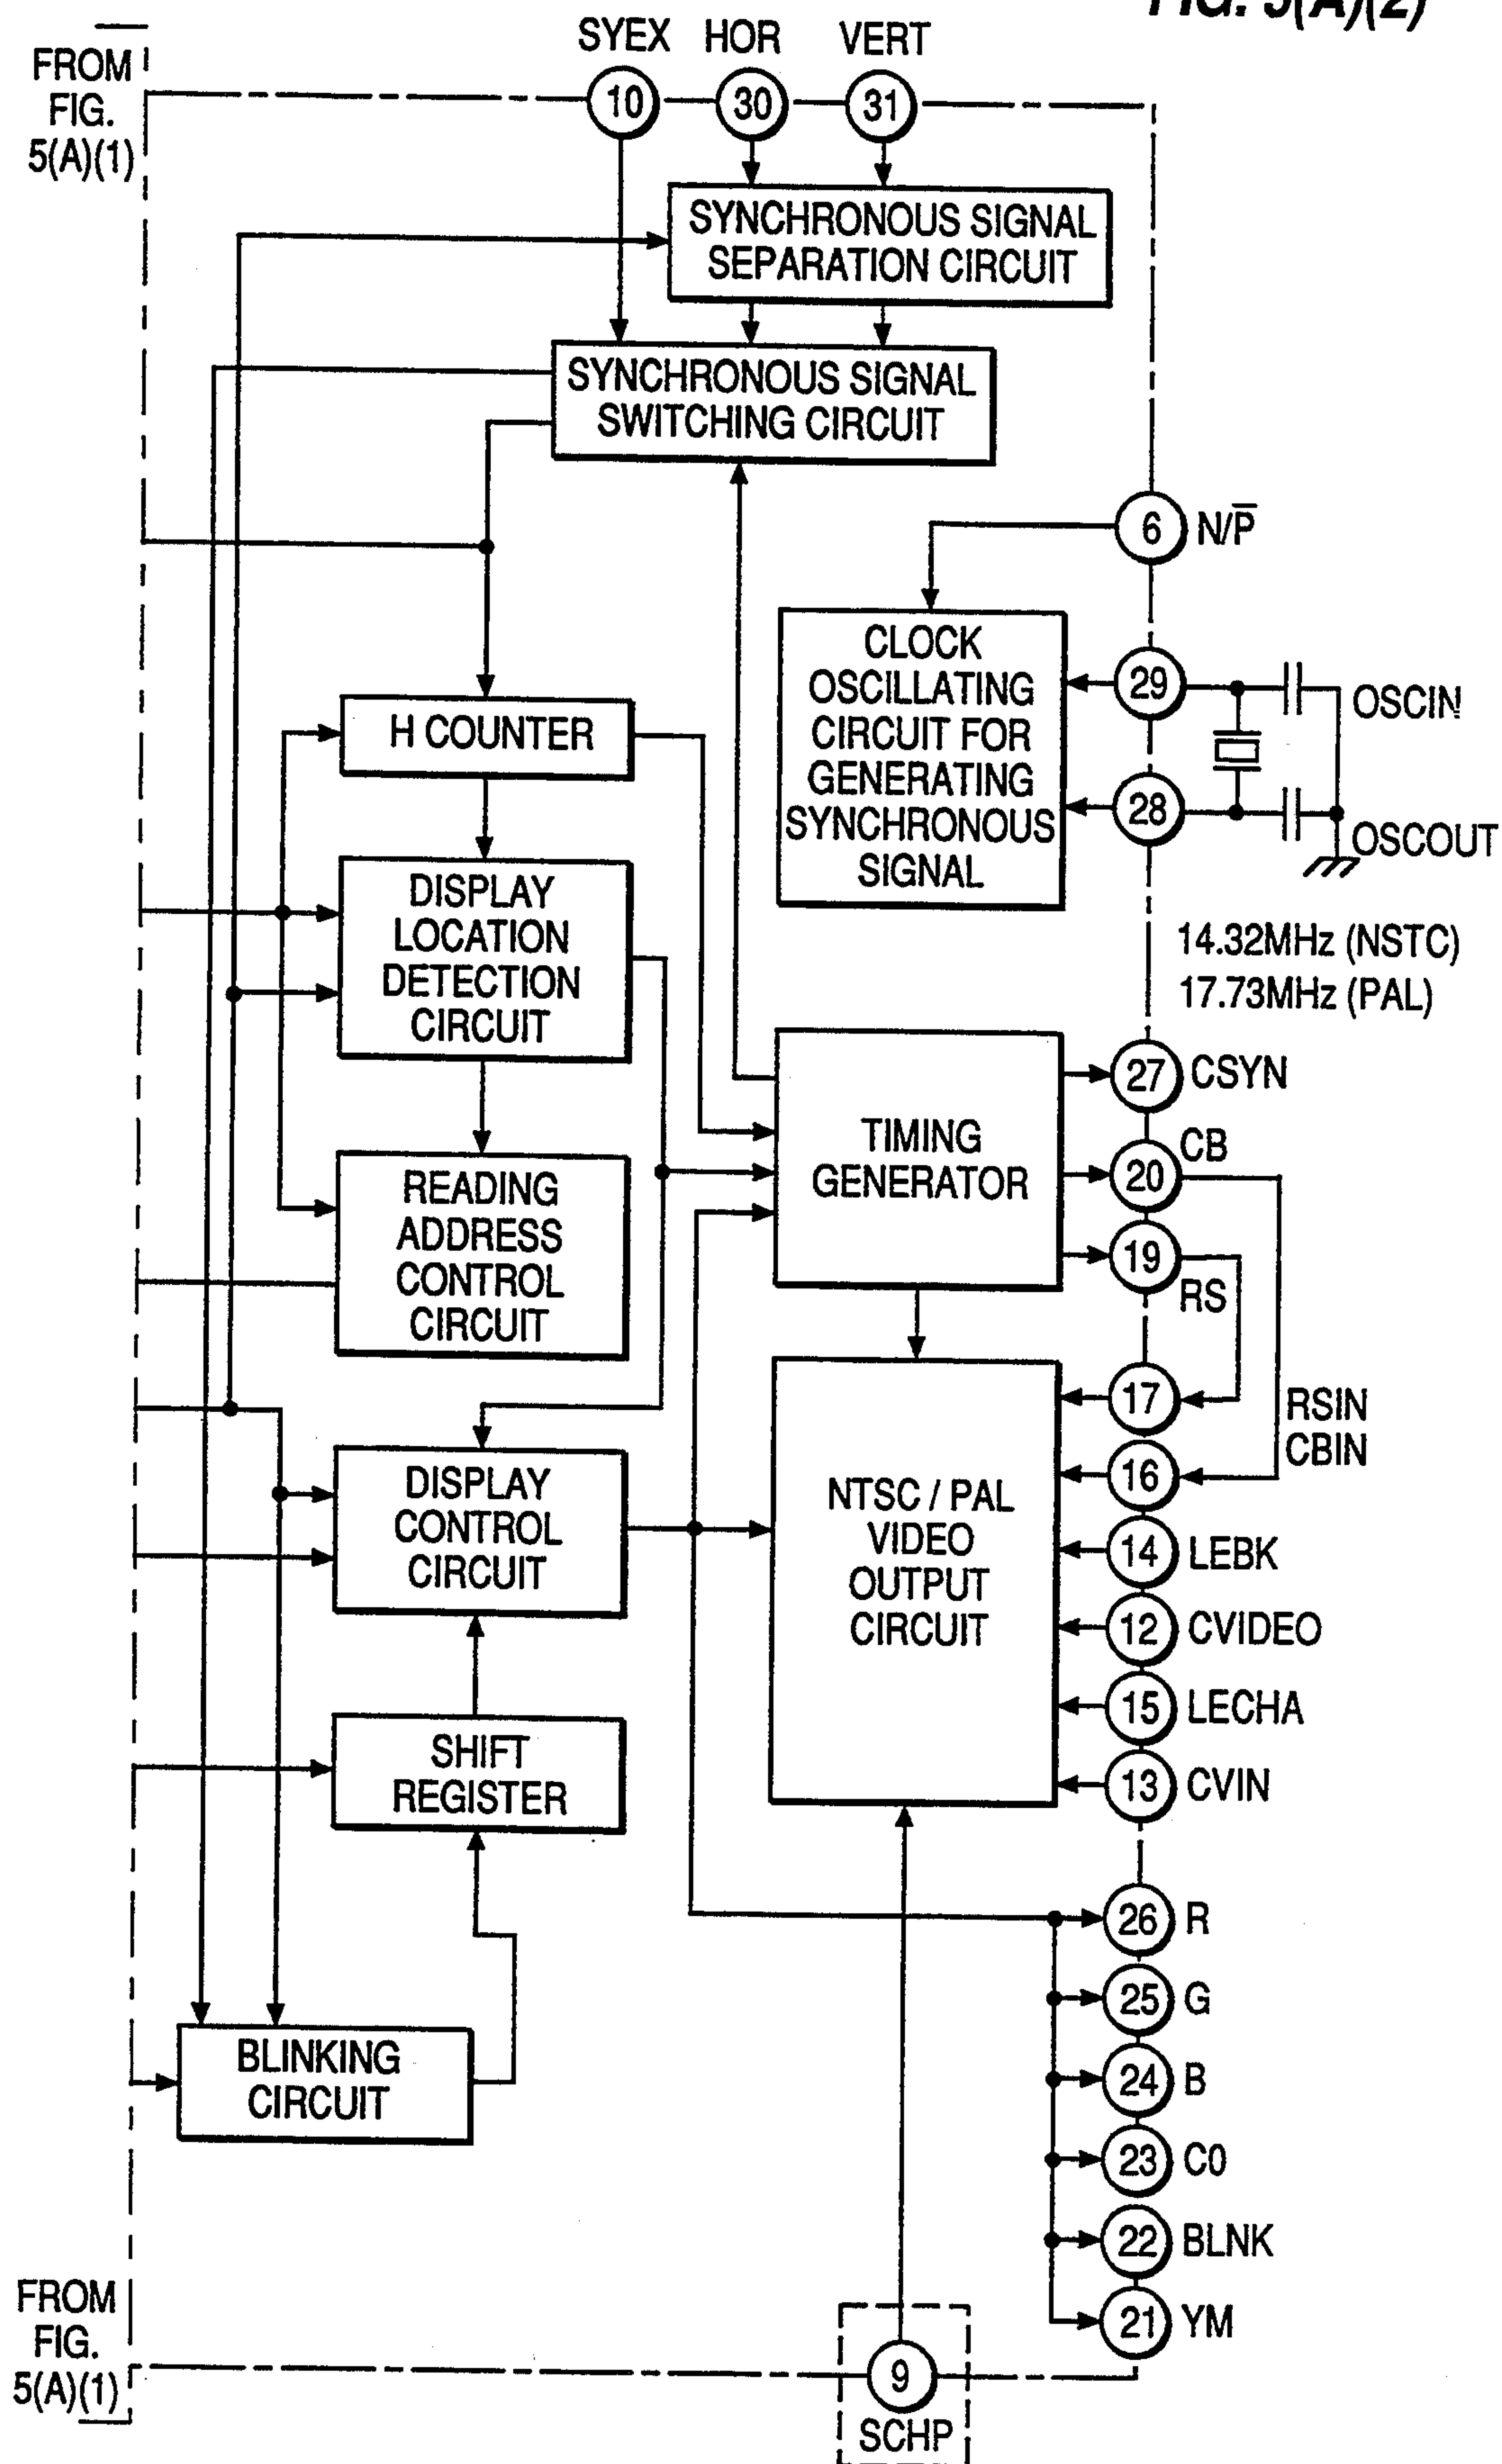 FIG. 5(A)(2)
FROM
FIG.
5(A)(1)
SYEX HOR VERT
10 30 31
SYNCHRONOUS SIGNAL
SEPARATION CIRCUIT
SYNCHRONOUS SIGNAL
SWITCHING CIRCUIT
6 N/P̅
CLOCK
OSCILLATING
CIRCUIT FOR
GENERATING
SYNCHRONOUS
SIGNAL
29 OSCIN
28 OSCOUT
14.32MHz (NSTC)
17.73MHz (PAL)
H COUNTER
DISPLAY
LOCATION
DETECTION
CIRCUIT
READING
ADDRESS
CONTROL
CIRCUIT
TIMING
GENERATOR
27 CSYN
20 CB
19 RS
DISPLAY
CONTROL
CIRCUIT
NTSC / PAL
VIDEO
OUTPUT
CIRCUIT
17 RSIN
16 CBIN
14 LEBK
12 CVIDEO
15 LECHA
13 CVIN
SHIFT
REGISTER
BLINKING
CIRCUIT
26 R
25 G
24 B
23 C0
22 BLNK
21 YM
FROM
FIG.
5(A)(1)
9
SCHP